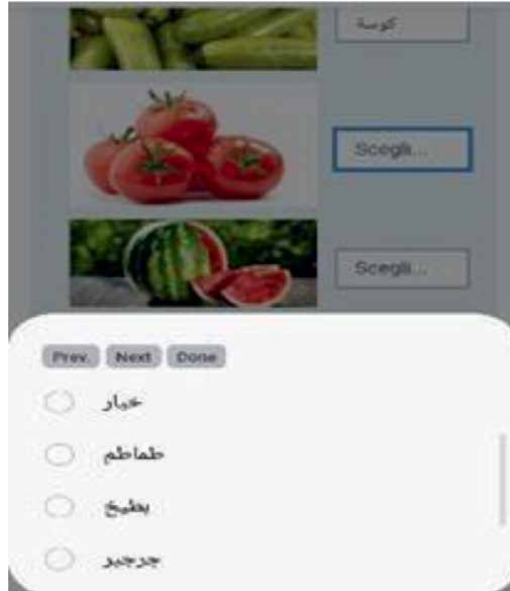 كوسة
Scegli...
Scegli...
Prev. Next Done
خيار
طماطم
بطيخ
جرجير